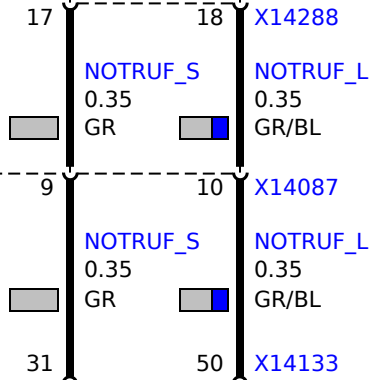 17 18 X14288
NOTRUF_S NOTRUF_L
0.35 0.35
GR GR/BL
9 10 X14087
NOTRUF_S NOTRUF_L
0.35 0.35
GR GR/BL
31 50 X14133